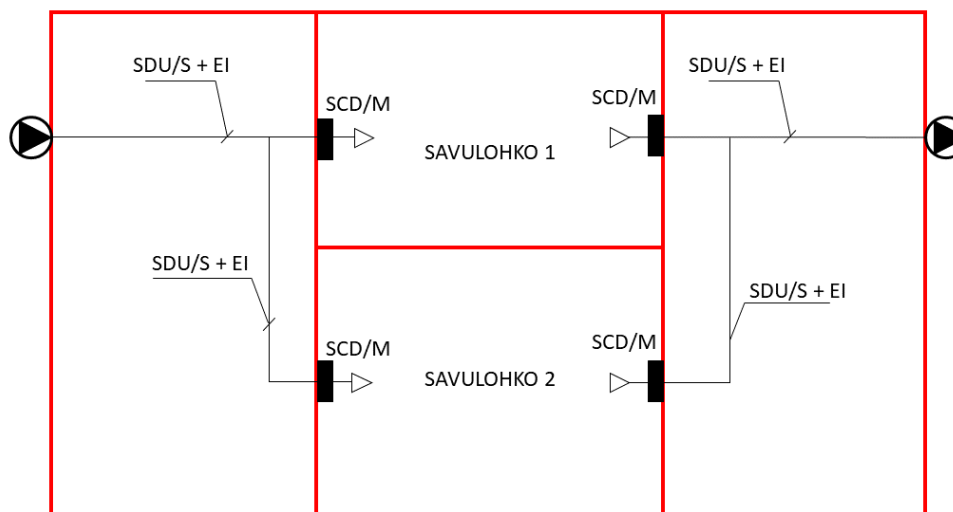 SDU/S + EI
SDU/S + EI
SCD/M
SCD/M
SAVULOHKO 1
SDU/S + EI
SDU/S + EI
SCD/M
SCD/M
SAVULOHKO 2